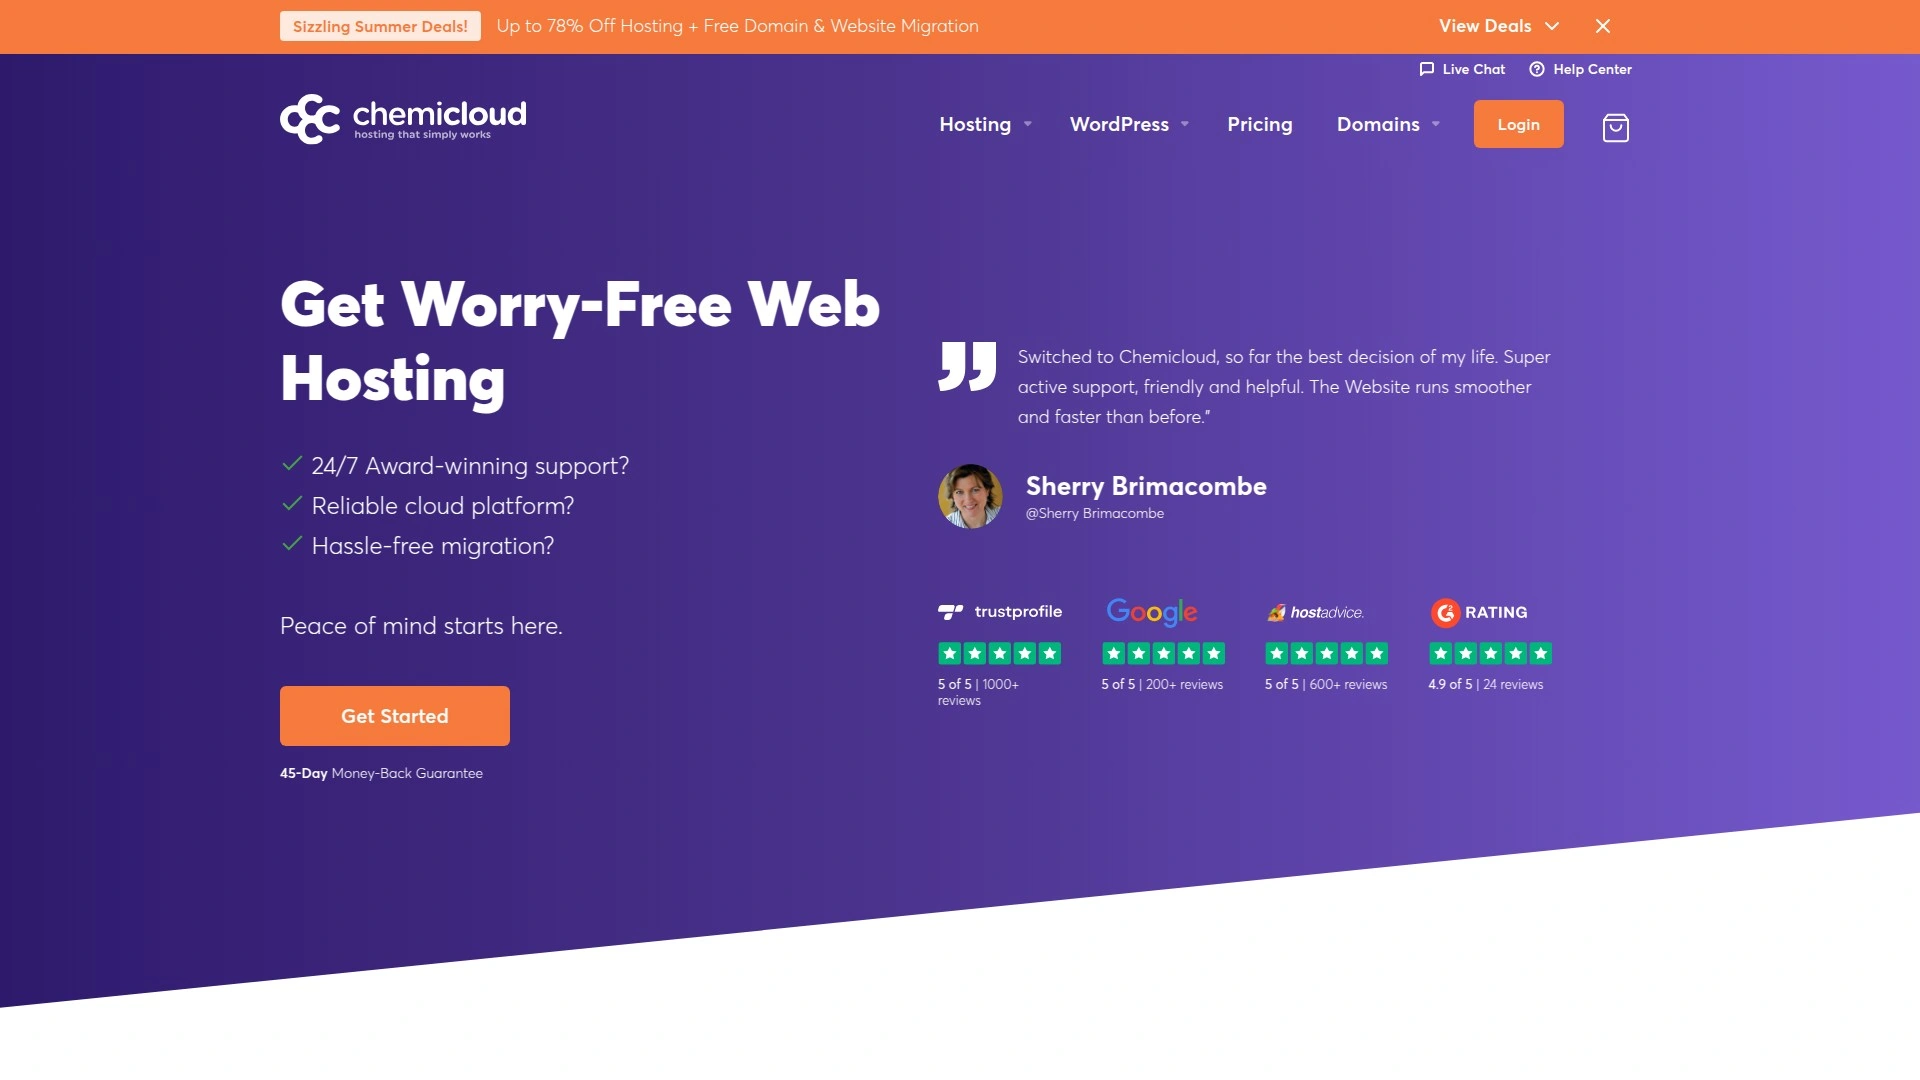 Sizzling Summer Deals! Up to 78% Off Hosting + Free Domain & Website Migration View Deals
Live Chat Help Center
chemicloud
hosting that simply works
Hosting WordPress Pricing Domains Login
Get Worry-Free Web
Hosting
24/7 Award-winning support?
Reliable cloud platform?
Hassle-free migration?
Peace of mind starts here.
Get Started
45-Day Money-Back Guarantee
Switched to Chemicloud, so far the best decision of my life. Super
active support, friendly and helpful. The Website runs smoother
and faster than before."
Sherry Brimacombe
@Sherry Brimacombe
trustprofile Google hostadvice. G2 RATING
5 of 5 | 1000+
reviews
5 of 5 | 200+ reviews
5 of 5 | 600+ reviews
4.9 of 5 | 24 reviews